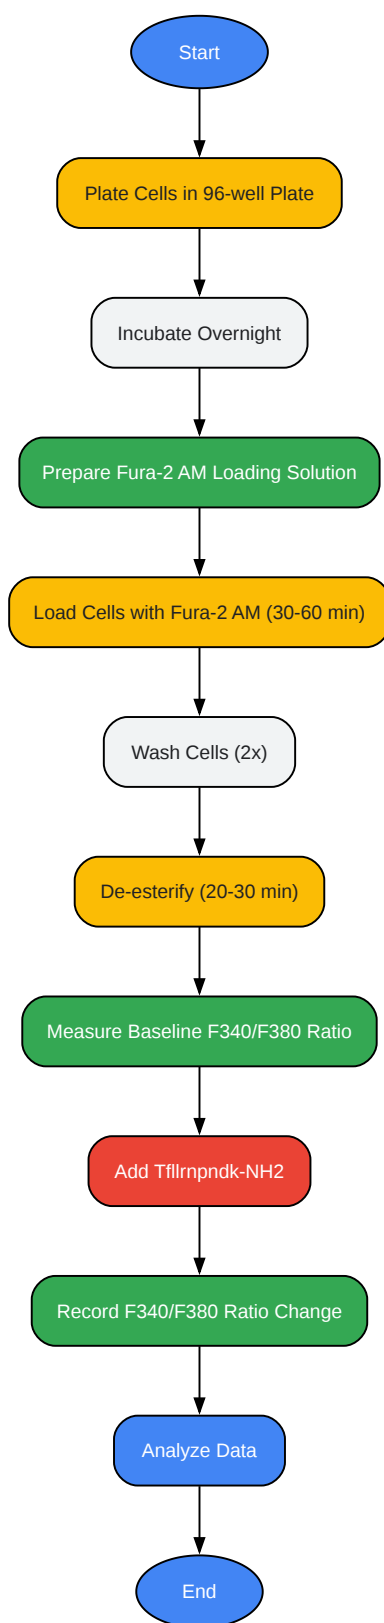 Start
Plate Cells in 96-well Plate
Incubate Overnight
Prepare Fura-2 AM Loading Solution
Load Cells with Fura-2 AM (30-60 min)
Wash Cells (2x)
De-esterify (20-30 min)
Measure Baseline F340/F380 Ratio
Add Tfllrnpndk-NH2
Record F340/F380 Ratio Change
Analyze Data
End